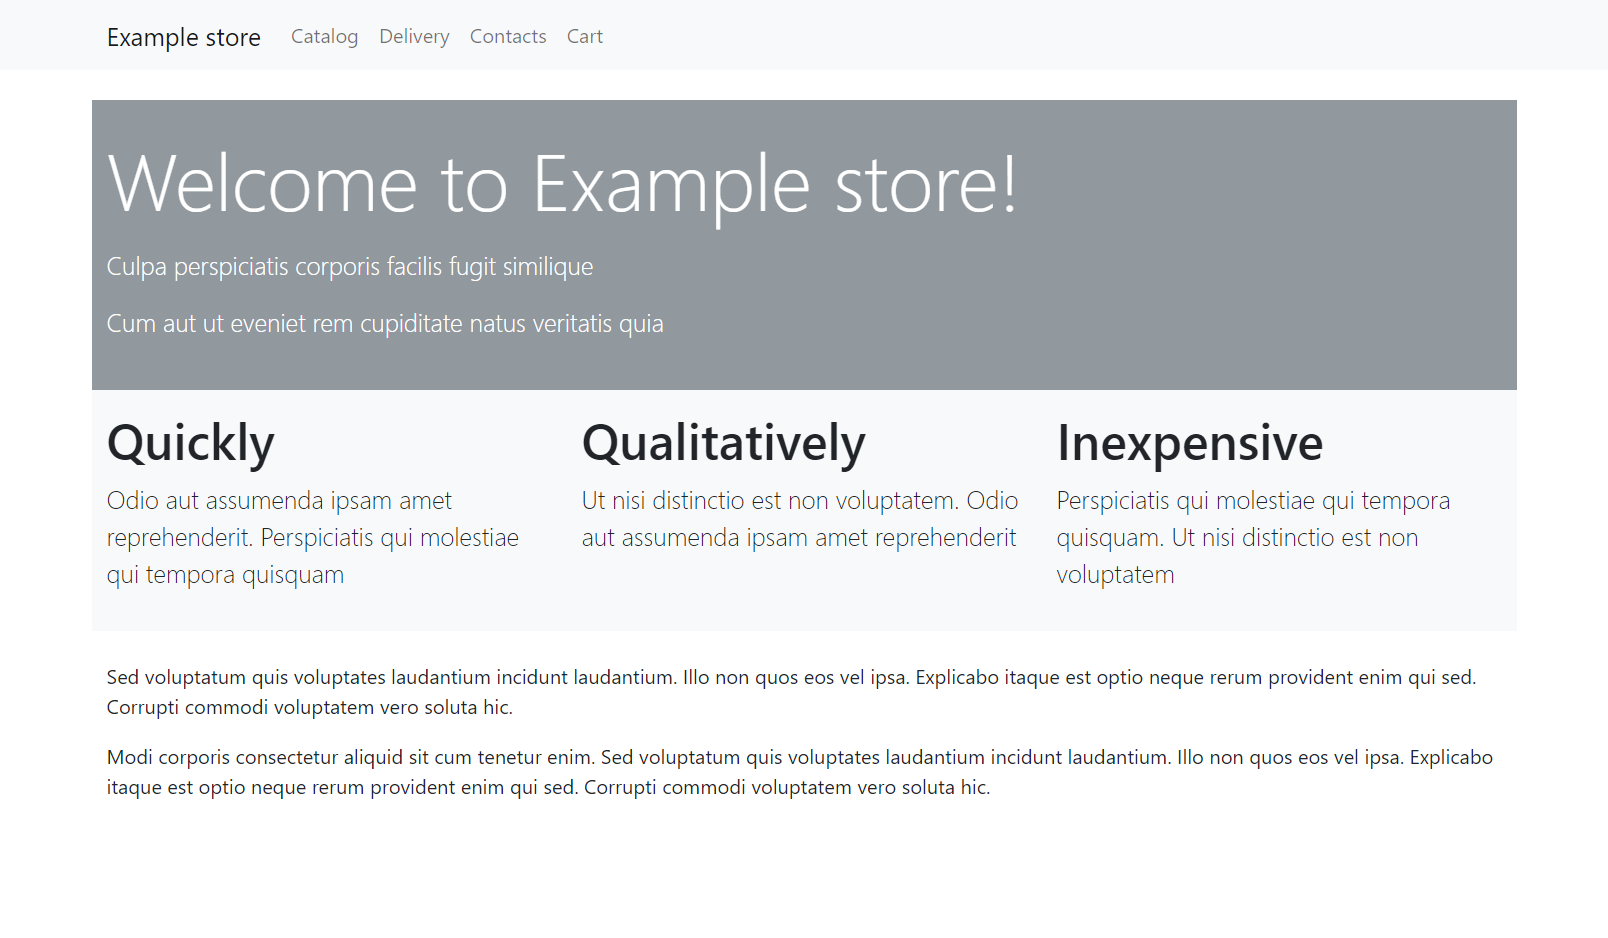 Example store Catalog Delivery Contacts Cart
Welcome to Example store!
Culpa perspiciatis corporis facilis fugit similique
Cum aut ut eveniet rem cupiditate natus veritatis quia
Quickly
Odio aut assumenda ipsam amet
reprehenderit. Perspiciatis qui molestiae
qui tempora quisquam
Qualitatively
Ut nisi distinctio est non voluptatem. Odio
aut assumenda ipsam amet reprehenderit
Inexpensive
Perspiciatis qui molestiae qui tempora
quisquam. Ut nisi distinctio est non
voluptatem
Sed voluptatum quis voluptates laudantium incidunt laudantium. Illo non quos eos vel ipsa. Explicabo itaque est optio neque rerum provident enim qui sed.
Corrupti commodi voluptatem vero soluta hic.
Modi corporis consectetur aliquid sit cum tenetur enim. Sed voluptatum quis voluptates laudantium incidunt laudantium. Illo non quos eos vel ipsa. Explicabo
itaque est optio neque rerum provident enim qui sed. Corrupti commodi voluptatem vero soluta hic.